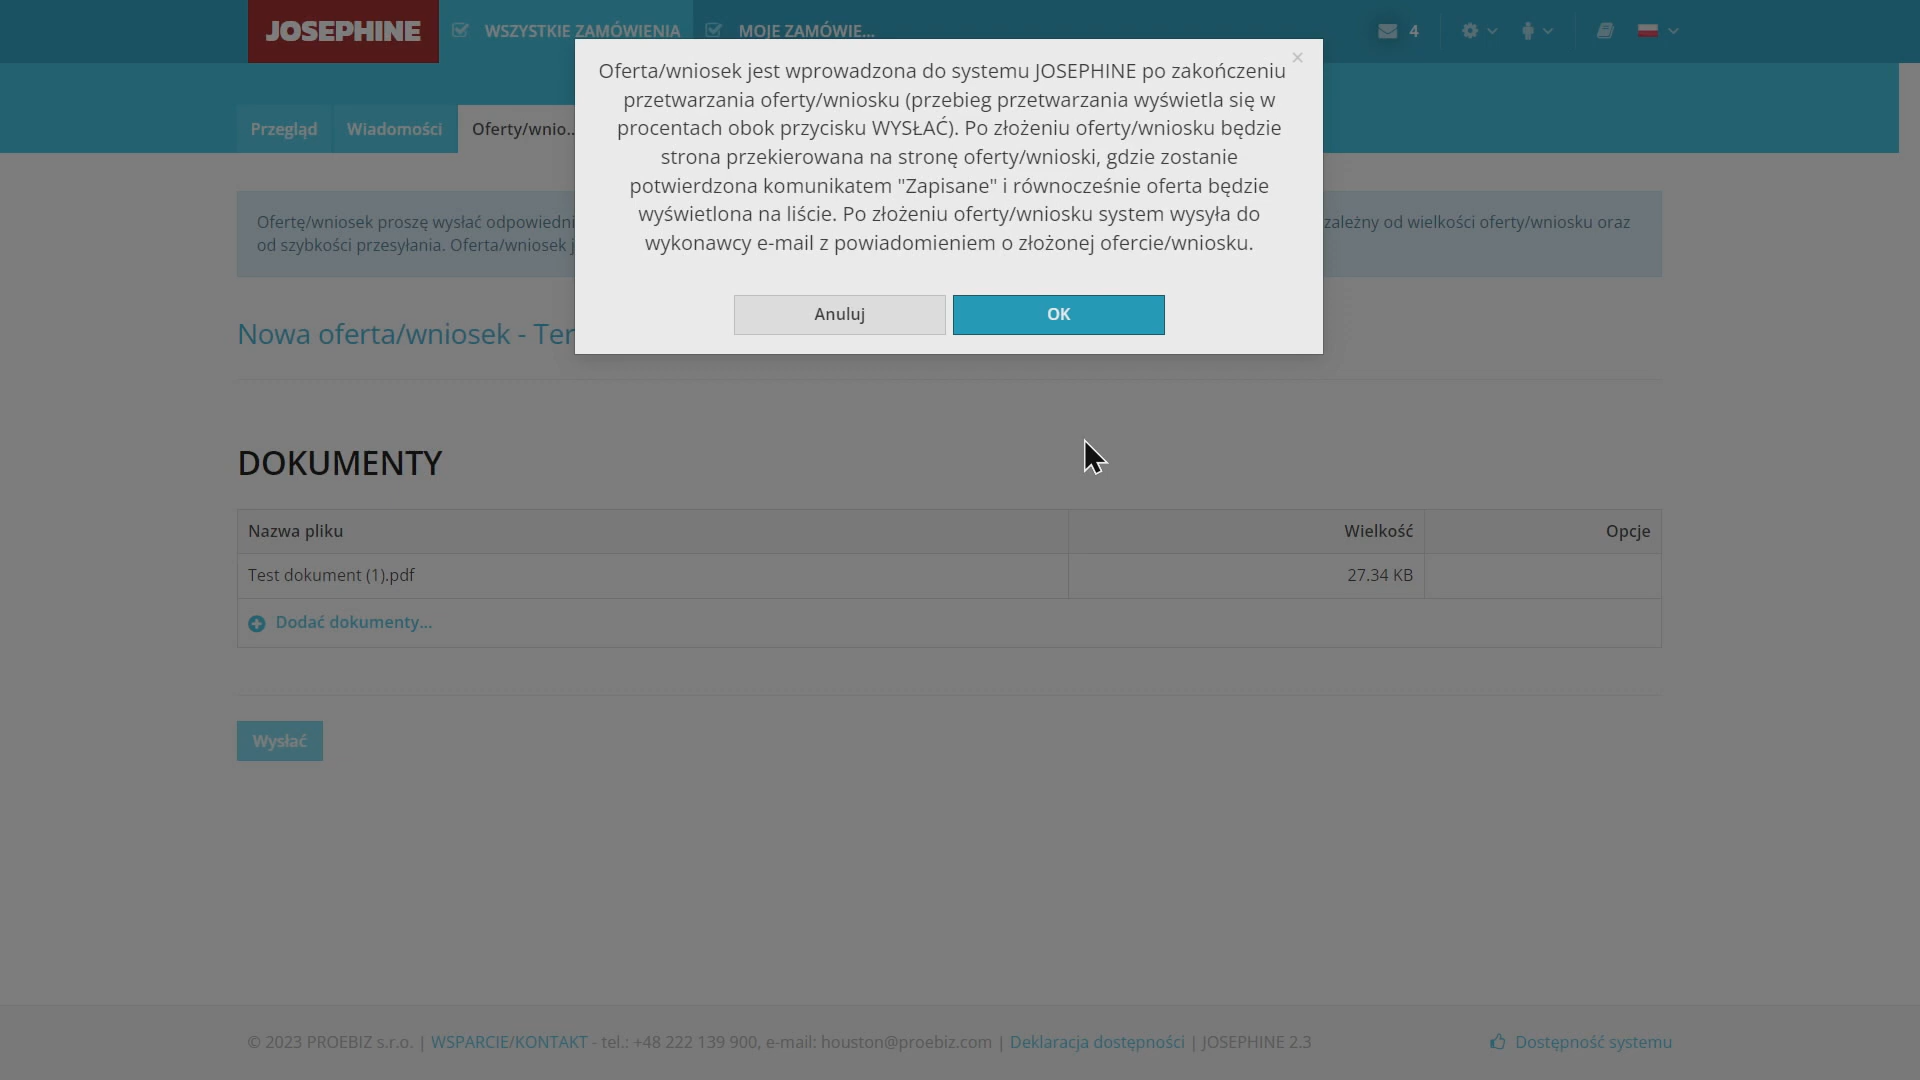 JOSEPHINE
WSZYSTKIE ZAMÓWIENIA
MOJE ZAMÓWIE...
4
Przegląd
Wiadomości
Oferty/wnio..
×
Oferta/wniosek jest wprowadzona do systemu JOSEPHINE po zakończeniu
przetwarzania oferty/wniosku (przebieg przetwarzania wyświetla się w
procentach obok przycisku WYSŁAĆ). Po złożeniu oferty/wniosku będzie
strona przekierowana na stronę oferty/wnioski, gdzie zostanie
potwierdzona komunikatem "Zapisane" i równocześnie oferta będzie
wyświetlona na liście. Po złożeniu oferty/wniosku system wysyła do
wykonawcy e-mail z powiadomieniem o złożonej ofercie/wniosku.
Anuluj
OK
Ofertę/wniosek proszę wysłać odpowiedni
zależny od wielkości oferty/wniosku oraz
od szybkości przesyłania. Oferta/wniosek j
Nowa oferta/wniosek - Ter
DOKUMENTY
Nazwa pliku
Wielkość
Opcje
Test dokument (1).pdf
27.34 KB
Dodać dokumenty...
Wysłać
© 2023 PROEBIZ s.r.o. | WSPARCIE/KONTAKT - tel.: +48 222 139 900, e-mail: houston@proebiz.com | Deklaracja dostępności | JOSEPHINE 2.3
Dostępność systemu